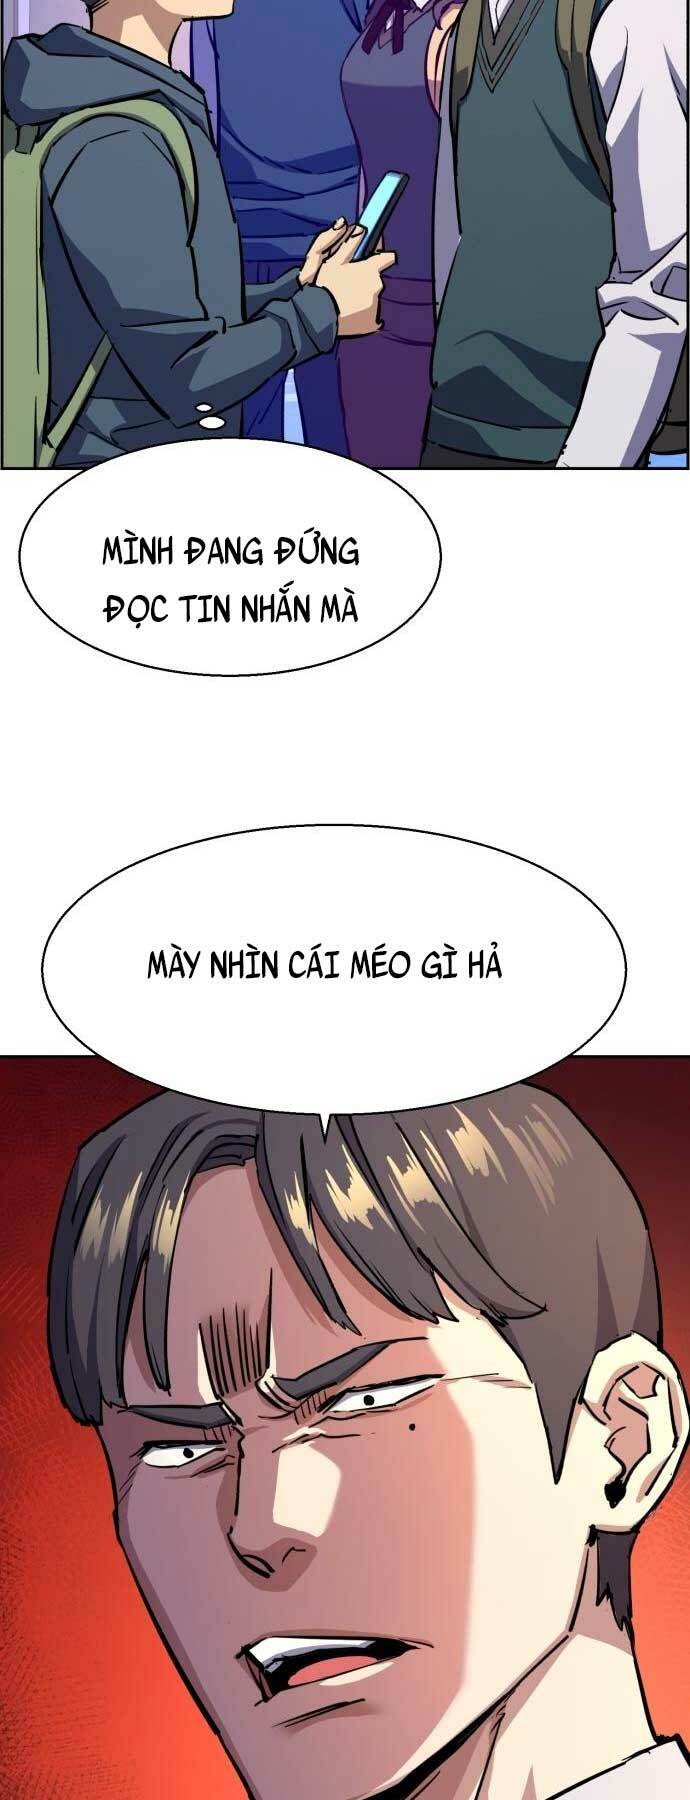 MÌNH ĐANG ĐỨNG
ĐỌC TIN NHẮN MÀ
MÀY NHÌN CÁI MÉO GÌ HẢ